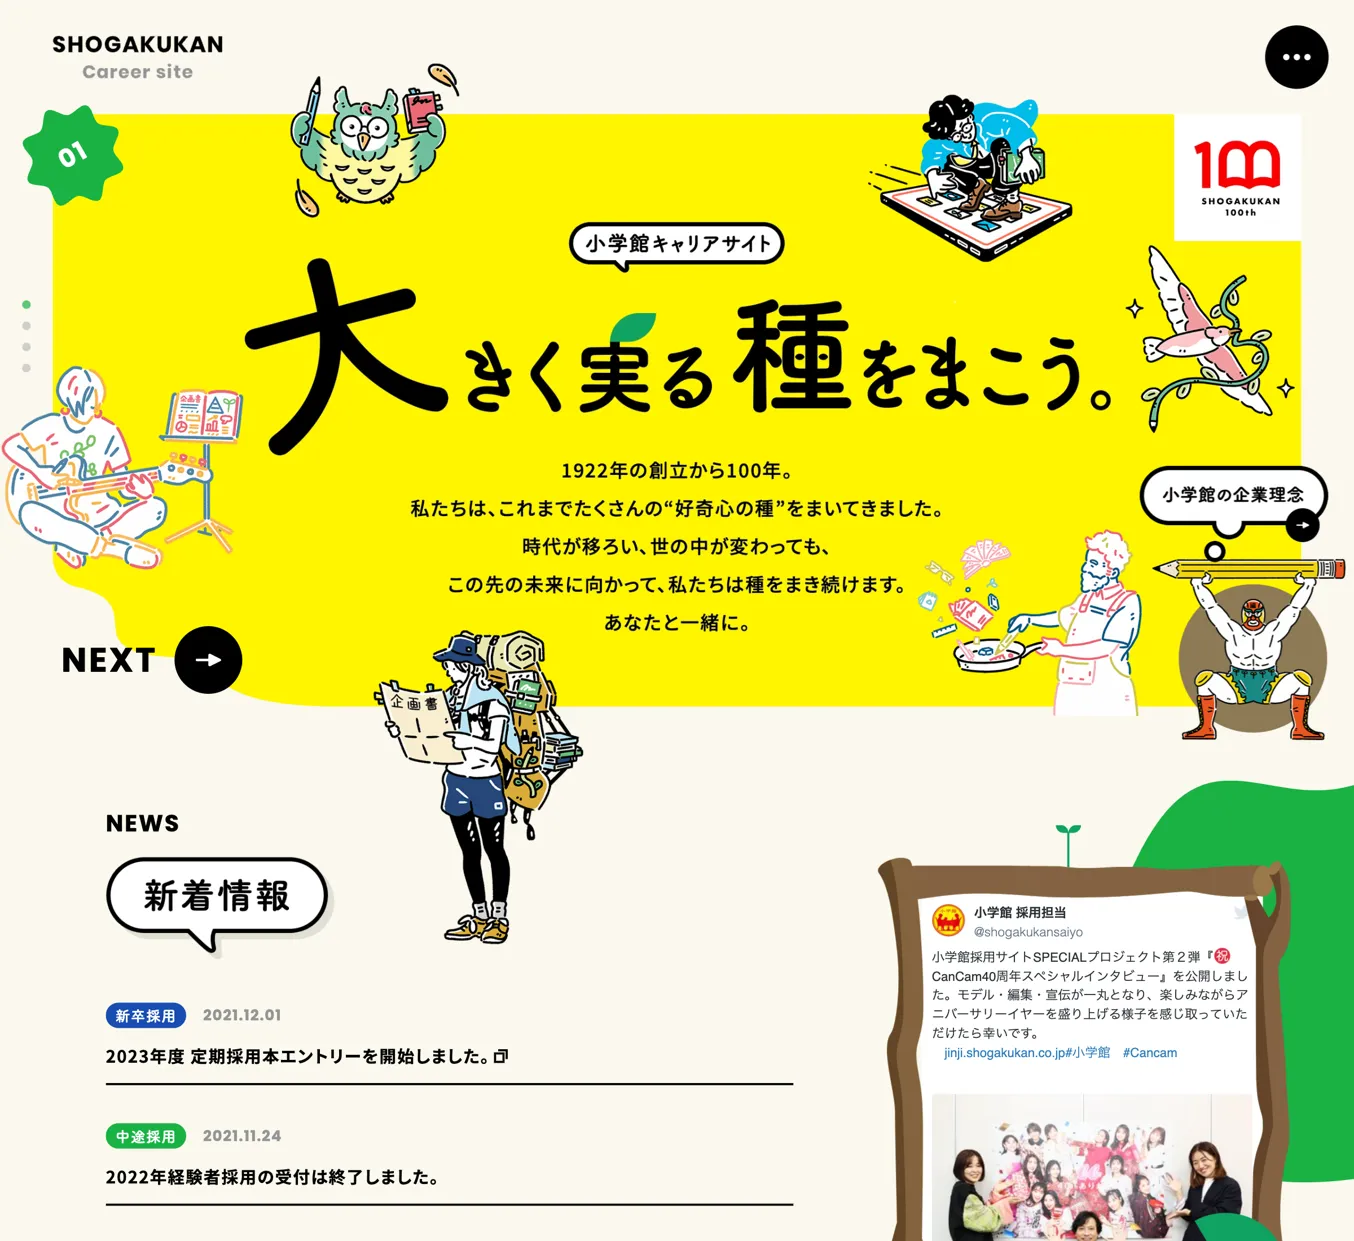 SHOGAKUKAN
Career site
01
100
SHOGAKUKAN
100th
小学館キャリアサイト
大きく実る種をまこう。
企画書
1922年の創立から100年。
私たちは、これまでたくさんの“好奇心の種”をまいてきました。
時代が移ろい、世の中が変わっても、
この先の未来に向かって、私たちは種をまき続けます。
あなたと一緒に。
小学館の企業理念
NEXT
企画書
NEWS
新着情報
新卒採用 2021.12.01
2023年度 定期採用本エントリーを開始しました。
中途採用 2021.11.24
2022年経験者採用の受付は終了しました。
小学館 採用担当
@shogakukansaiyo
小学館採用サイトSPECIALプロジェクト第２弾『㊗
CanCam40周年スペシャルインタビュー』を公開しまし
た。モデル・編集・宣伝が一丸となり、楽しみながらア
ニバーサリーイヤーを盛り上げる様子を感じ取っていた
だけたら幸いです。
jinji.shogakukan.co.jp#小学館　#Cancam